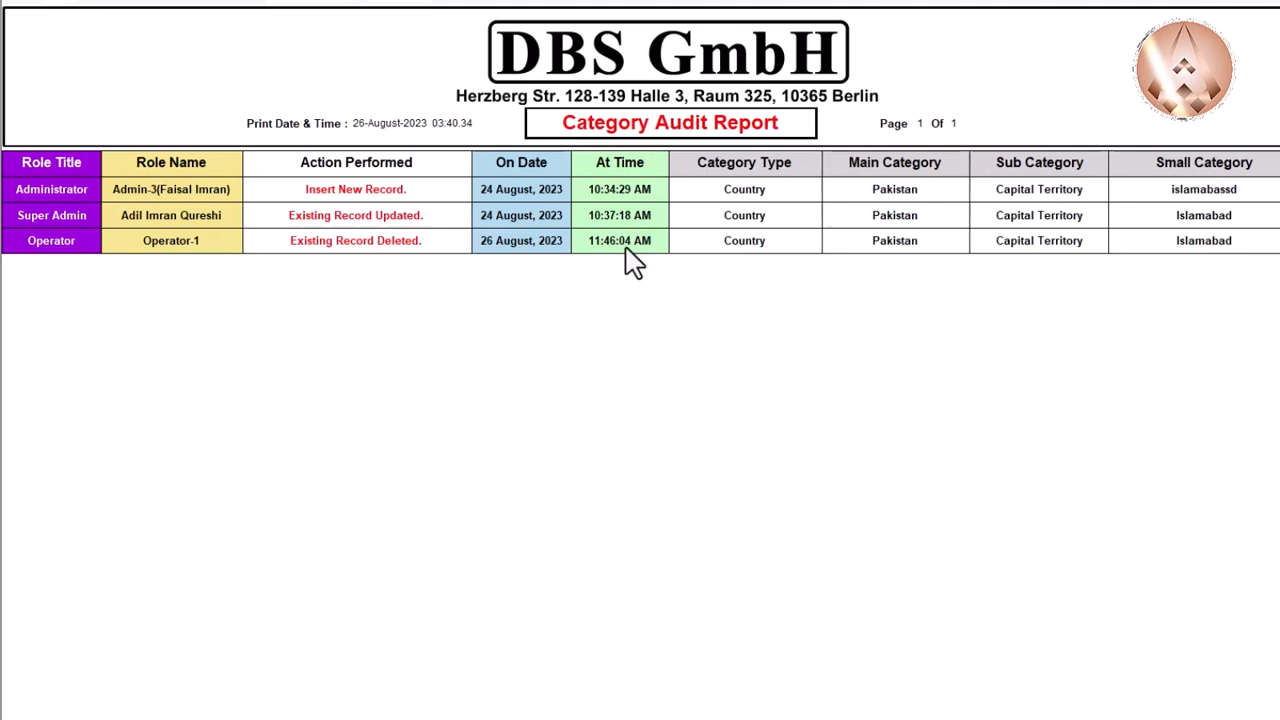 DBS GmbH
Herzberg Str. 128-139 Halle 3, Raum 325, 10365 Berlin
Print Date & Time : 26-August-2023 03.40.34 Category Audit Report Page 1 Of 1
Role Title Role Name Action Performed On Date At Time Category Type Main Category Sub Category Small Category
Administrator Admin-3(Faisal Imran) Insert New Record. 24 August, 2023 10:34:29 AM Country Pakistan Capital Territory islamabassd
Super Admin Adil Imran Qureshi Existing Record Updated. 24 August, 2023 10:37:18 AM Country Pakistan Capital Territory Islamabad
Operator Operator-1 Existing Record Deleted. 26 August, 2023 11:46:04 AM Country Pakistan Capital Territory Islamabad